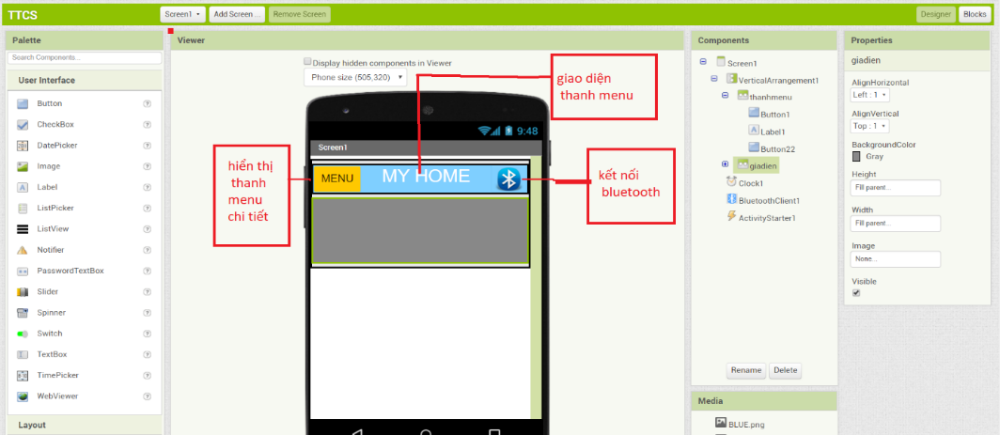 TTCS
Screen1
Add Screen ...
Remove Screen
Designer
Blocks
Palette
Search Components...
User Interface
Button
CheckBox
DatePicker
Image
Label
ListPicker
ListView
Notifier
PasswordTextBox
Slider
Spinner
Switch
TextBox
TimePicker
WebViewer
Layout
Viewer
Display hidden components in Viewer
Phone size (505,320)
9:48
Screen1
MENU
MY HOME
hiển thị
thanh
menu
chi tiết
giao diện
thanh menu
kết nối
bluetooth
Components
Screen1
VerticalArrangement1
thanhmenu
Button1
Label1
Button22
giadien
Clock1
BluetoothClient1
ActivityStarter1
Rename
Delete
Media
BLUE.png
Properties
giadien
AlignHorizontal
Left : 1
AlignVertical
Top : 1
BackgroundColor
Gray
Height
Fill parent...
Width
Fill parent...
Image
None...
Visible